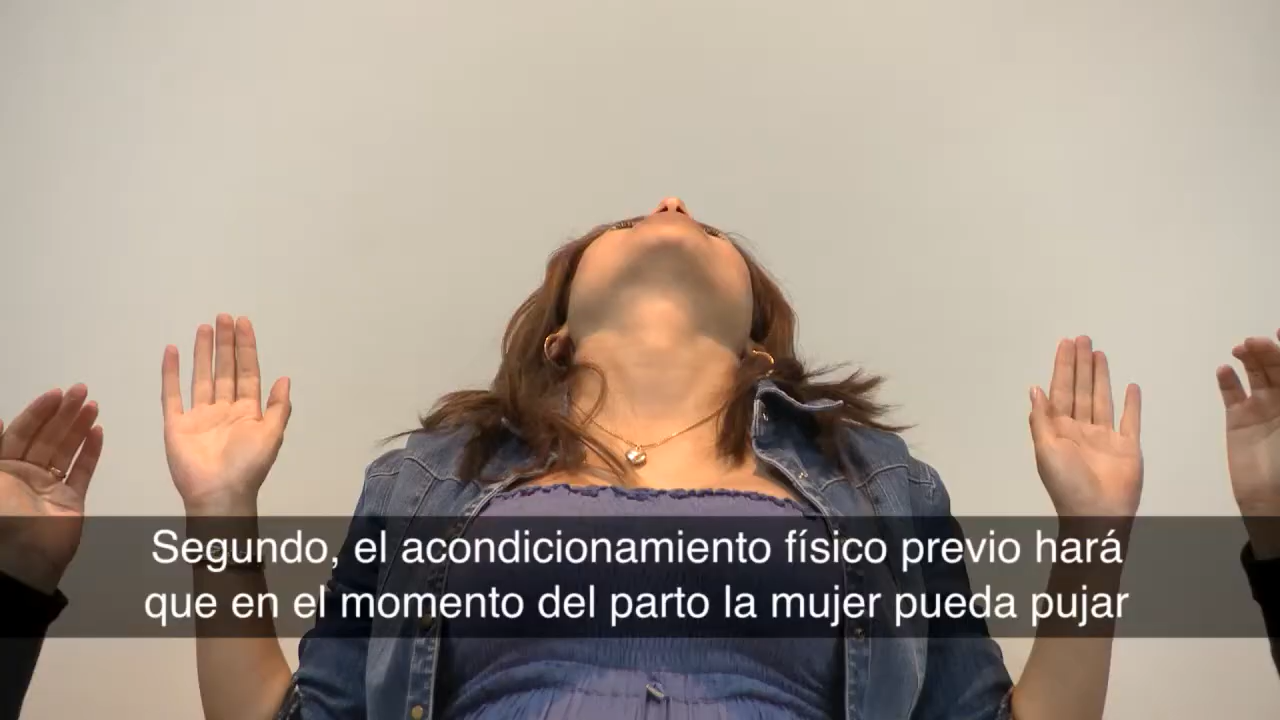 Segundo, el acondicionamiento físico previo hará
que en el momento del parto la mujer pueda pujar